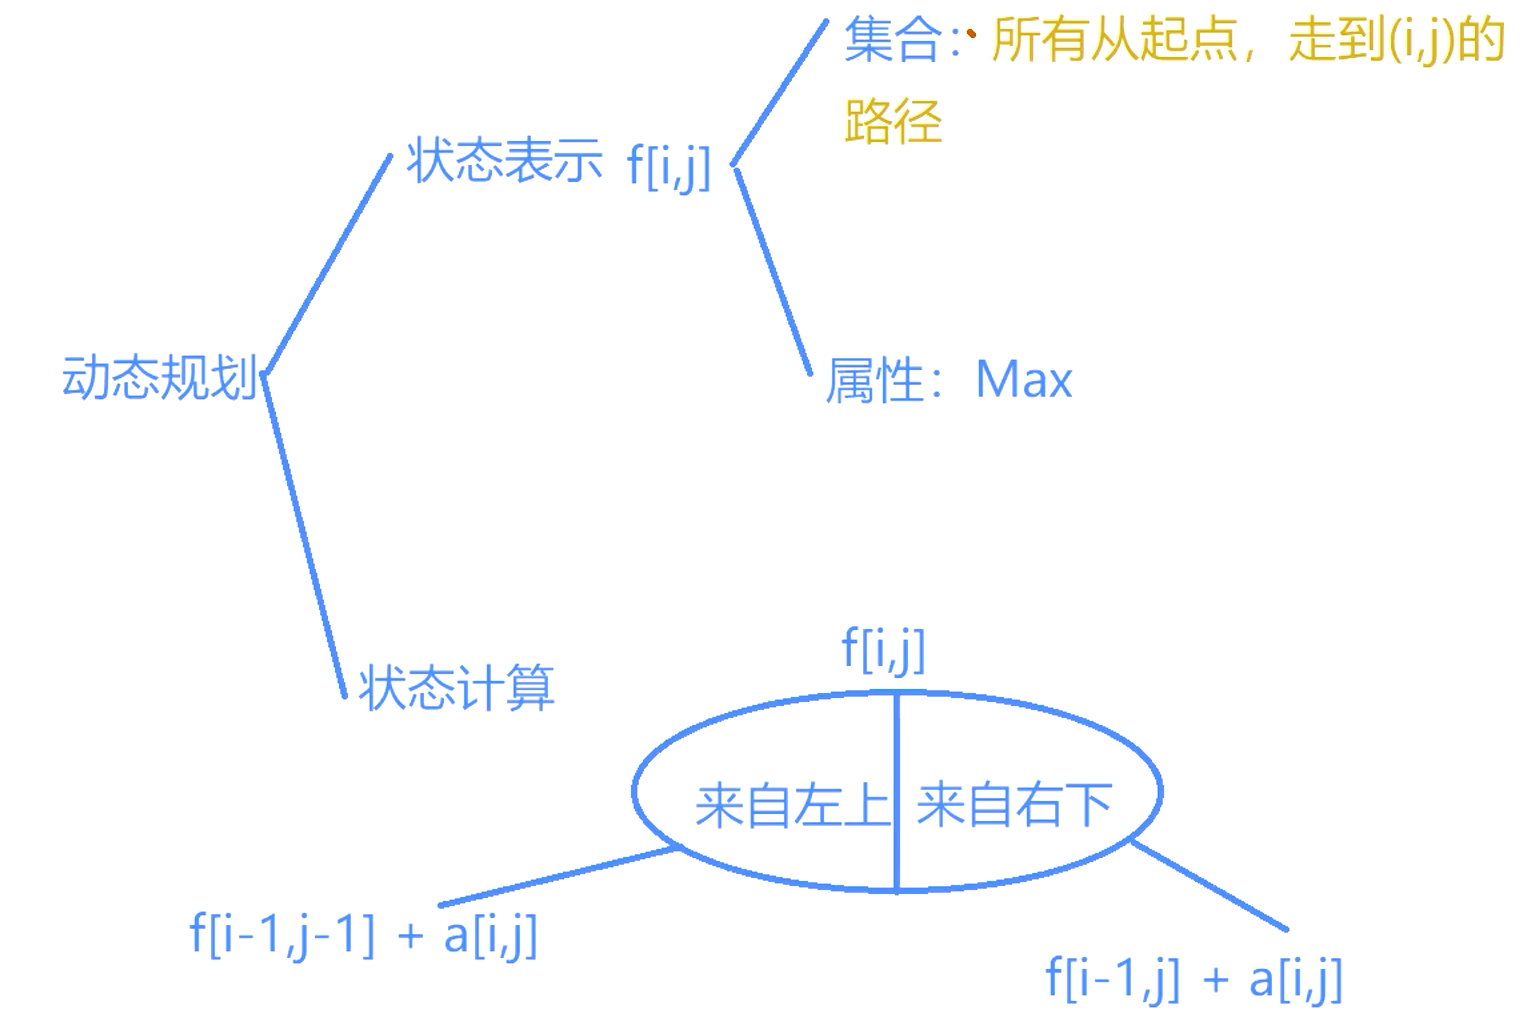 集合：所有从起点，走到(i,j)的
路径
状态表示 f[i,j]
动态规划
属性：Max
状态计算
f[i,j]
来自左上 来自右下
f[i-1,j-1] + a[i,j]
f[i-1,j] + a[i,j]